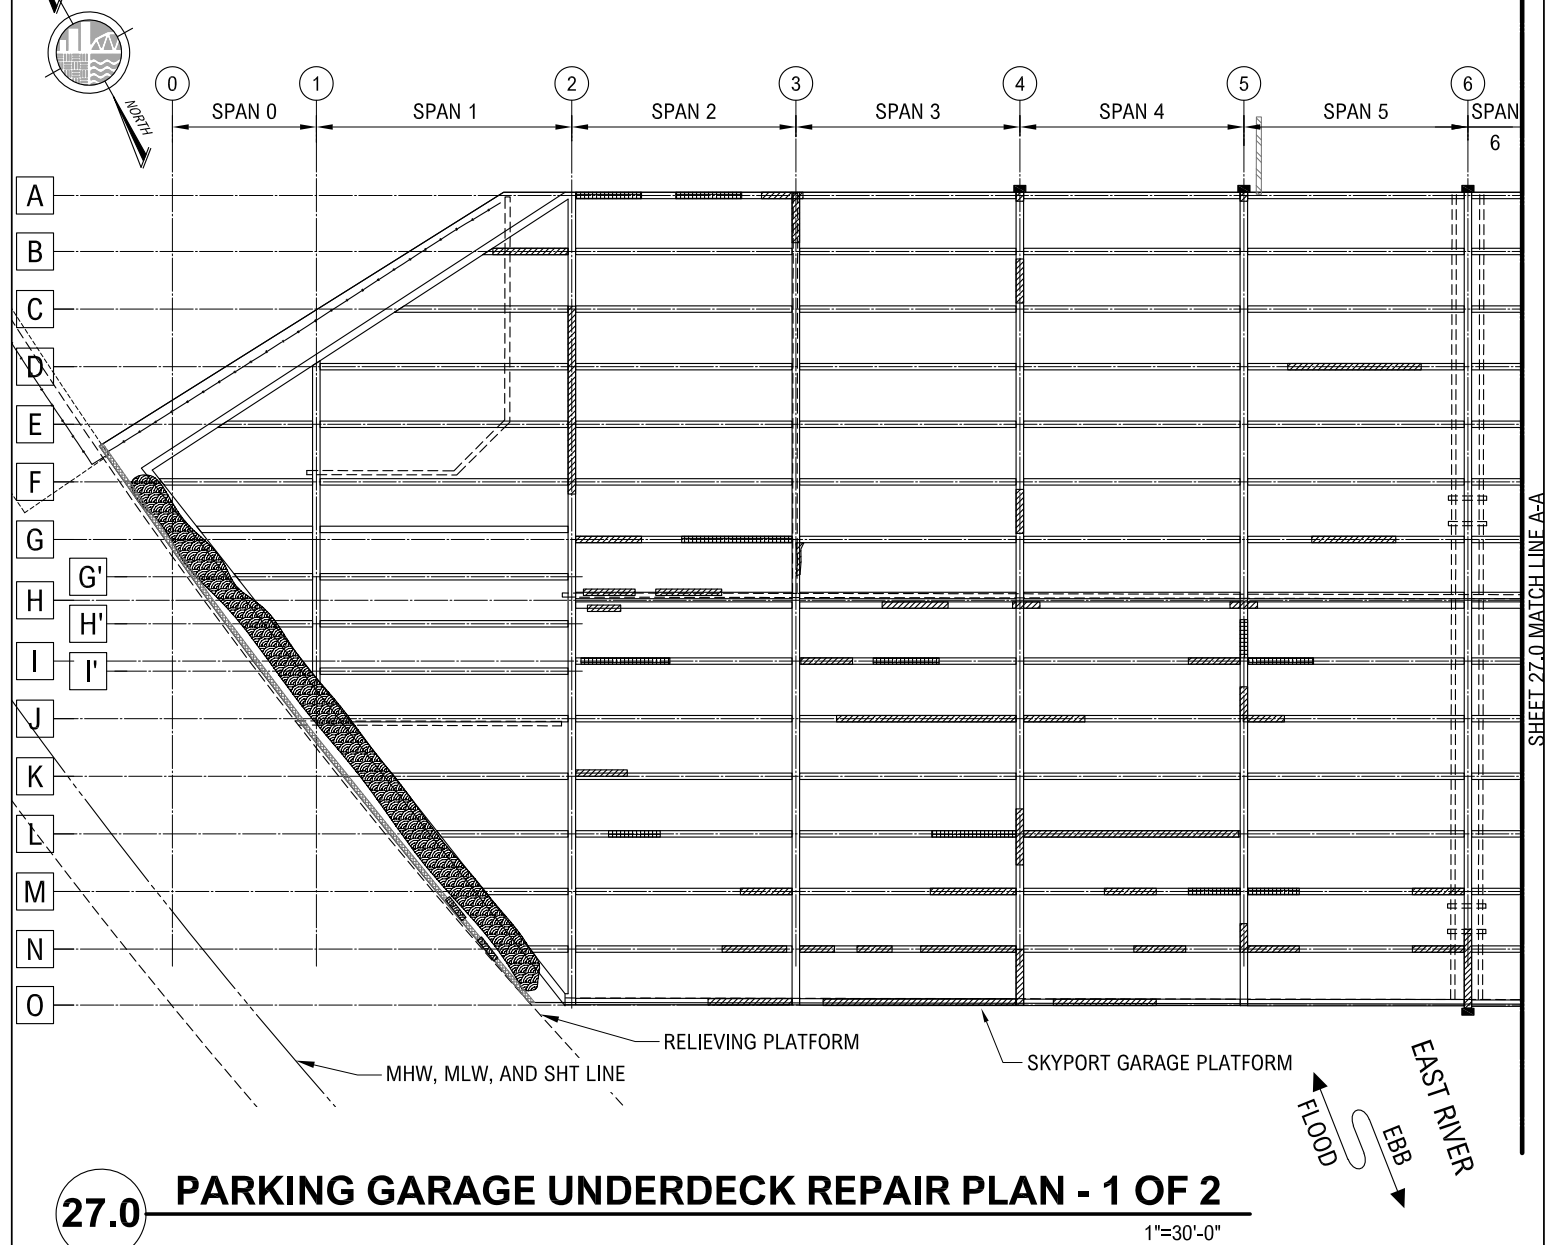 NORTH
0
1
2
3
4
5
6
SPAN 0
SPAN 1
SPAN 2
SPAN 3
SPAN 4
SPAN 5
SPAN
6
A
B
C
D
E
F
G
G'
H
H'
I
I'
J
K
L
M
N
O
SHEET 27.0 MATCH LINE A-A
RELIEVING PLATFORM
SKYPORT GARAGE PLATFORM
MHW, MLW, AND SHT LINE
EAST RIVER
FLOOD
EBB
27.0
PARKING GARAGE UNDERDECK REPAIR PLAN - 1 OF 2
1"=30'-0"